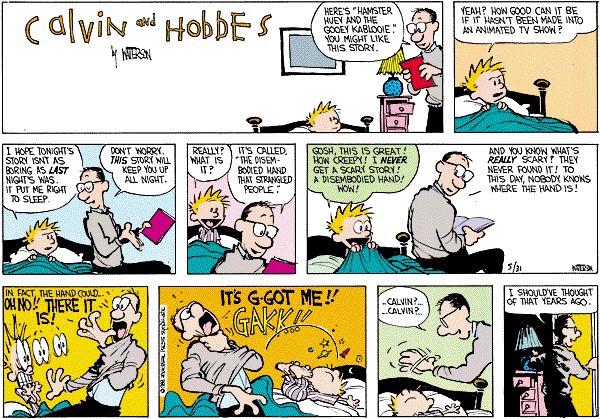 Calvin and Hobbes
by WATERSON
HERE'S "HAMSTER
HUEY AND THE
GOOEY KABLOOIE."
YOU MIGHT LIKE
THIS STORY.
YEAH? HOW GOOD CAN IT BE
IF IT HASN'T BEEN MADE INTO
AN ANIMATED TV SHOW?
I HOPE TONIGHT'S
STORY ISN'T AS
BORING AS LAST
NIGHT'S WAS.
IT PUT ME RIGHT
TO SLEEP.
DON'T WORRY.
THIS STORY WILL
KEEP YOU UP
ALL NIGHT.
REALLY?
WHAT IS
IT?
IT'S CALLED,
"THE DISEM-
BODIED HAND
THAT STRANGLED
PEOPLE."
GOSH, THIS IS GREAT!
HOW CREEPY! I NEVER
GET A SCARY STORY!
A DISEMBODIED HAND!
WOW!
AND YOU KNOW WHAT'S
REALLY SCARY? THEY
NEVER FOUND IT! TO
THIS DAY, NOBODY KNOWS
WHERE THE HAND IS!
5/31
WATERSON
IN FACT, THE HAND COULD...
OH NO!! THERE IT
IS!
IT'S G-GOT ME!!
GAKK!!
...CALVIN?...
...CALVIN?..
I SHOULD'VE THOUGHT
OF THAT YEARS AGO.